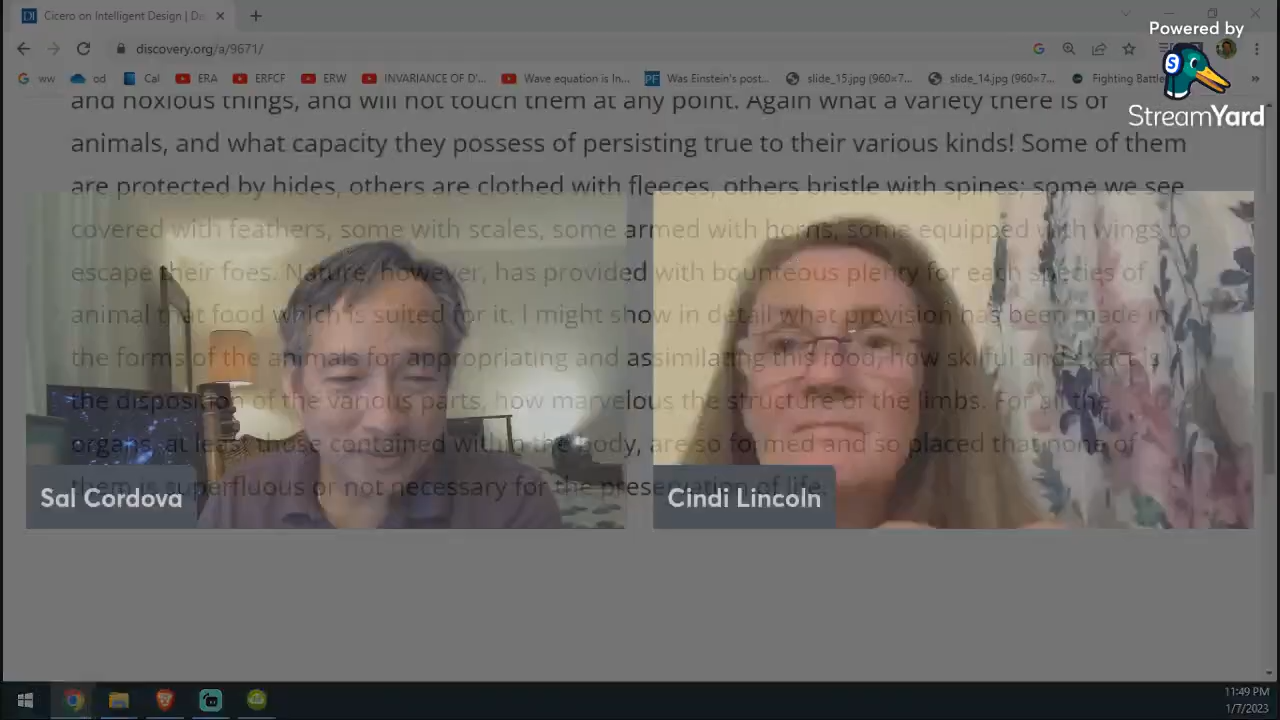 Cicero on Intelligent Design | De
discovery.org/a/9671/
Powered by
StreamYard
ww
od
Cal
ERA
ERFCF
ERW
INVARIANCE OF D'...
Wave equation is In...
Was Einstein's post...
slide_15.jpg (960×7...
slide_14.jpg (960×7...
Fighting Battle
and noxious things, and will not touch them at any point. Again what a variety there is of
animals, and what capacity they possess of persisting true to their various kinds! Some of them
are protected by hides, others are clothed with fleeces, others bristle with spines; some we see
covered with feathers, some with scales, some armed with horns, some equipped with wings to
escape their foes. Nature, however, has provided with bounteous plenty for each species of
animal that food which is suited for it. I might show in detail what provision has been made in
the forms of the animals for appropriating and assimilating this food, how skilful and exact is
the disposition of the various parts, how marvelous the structure of the limbs. For all the
organs, at least those contained within the body, are so formed and so placed that none of
them is superfluous or not necessary for the preservation of life
Sal Cordova
Cindi Lincoln
11:49 PM
1/7/2023